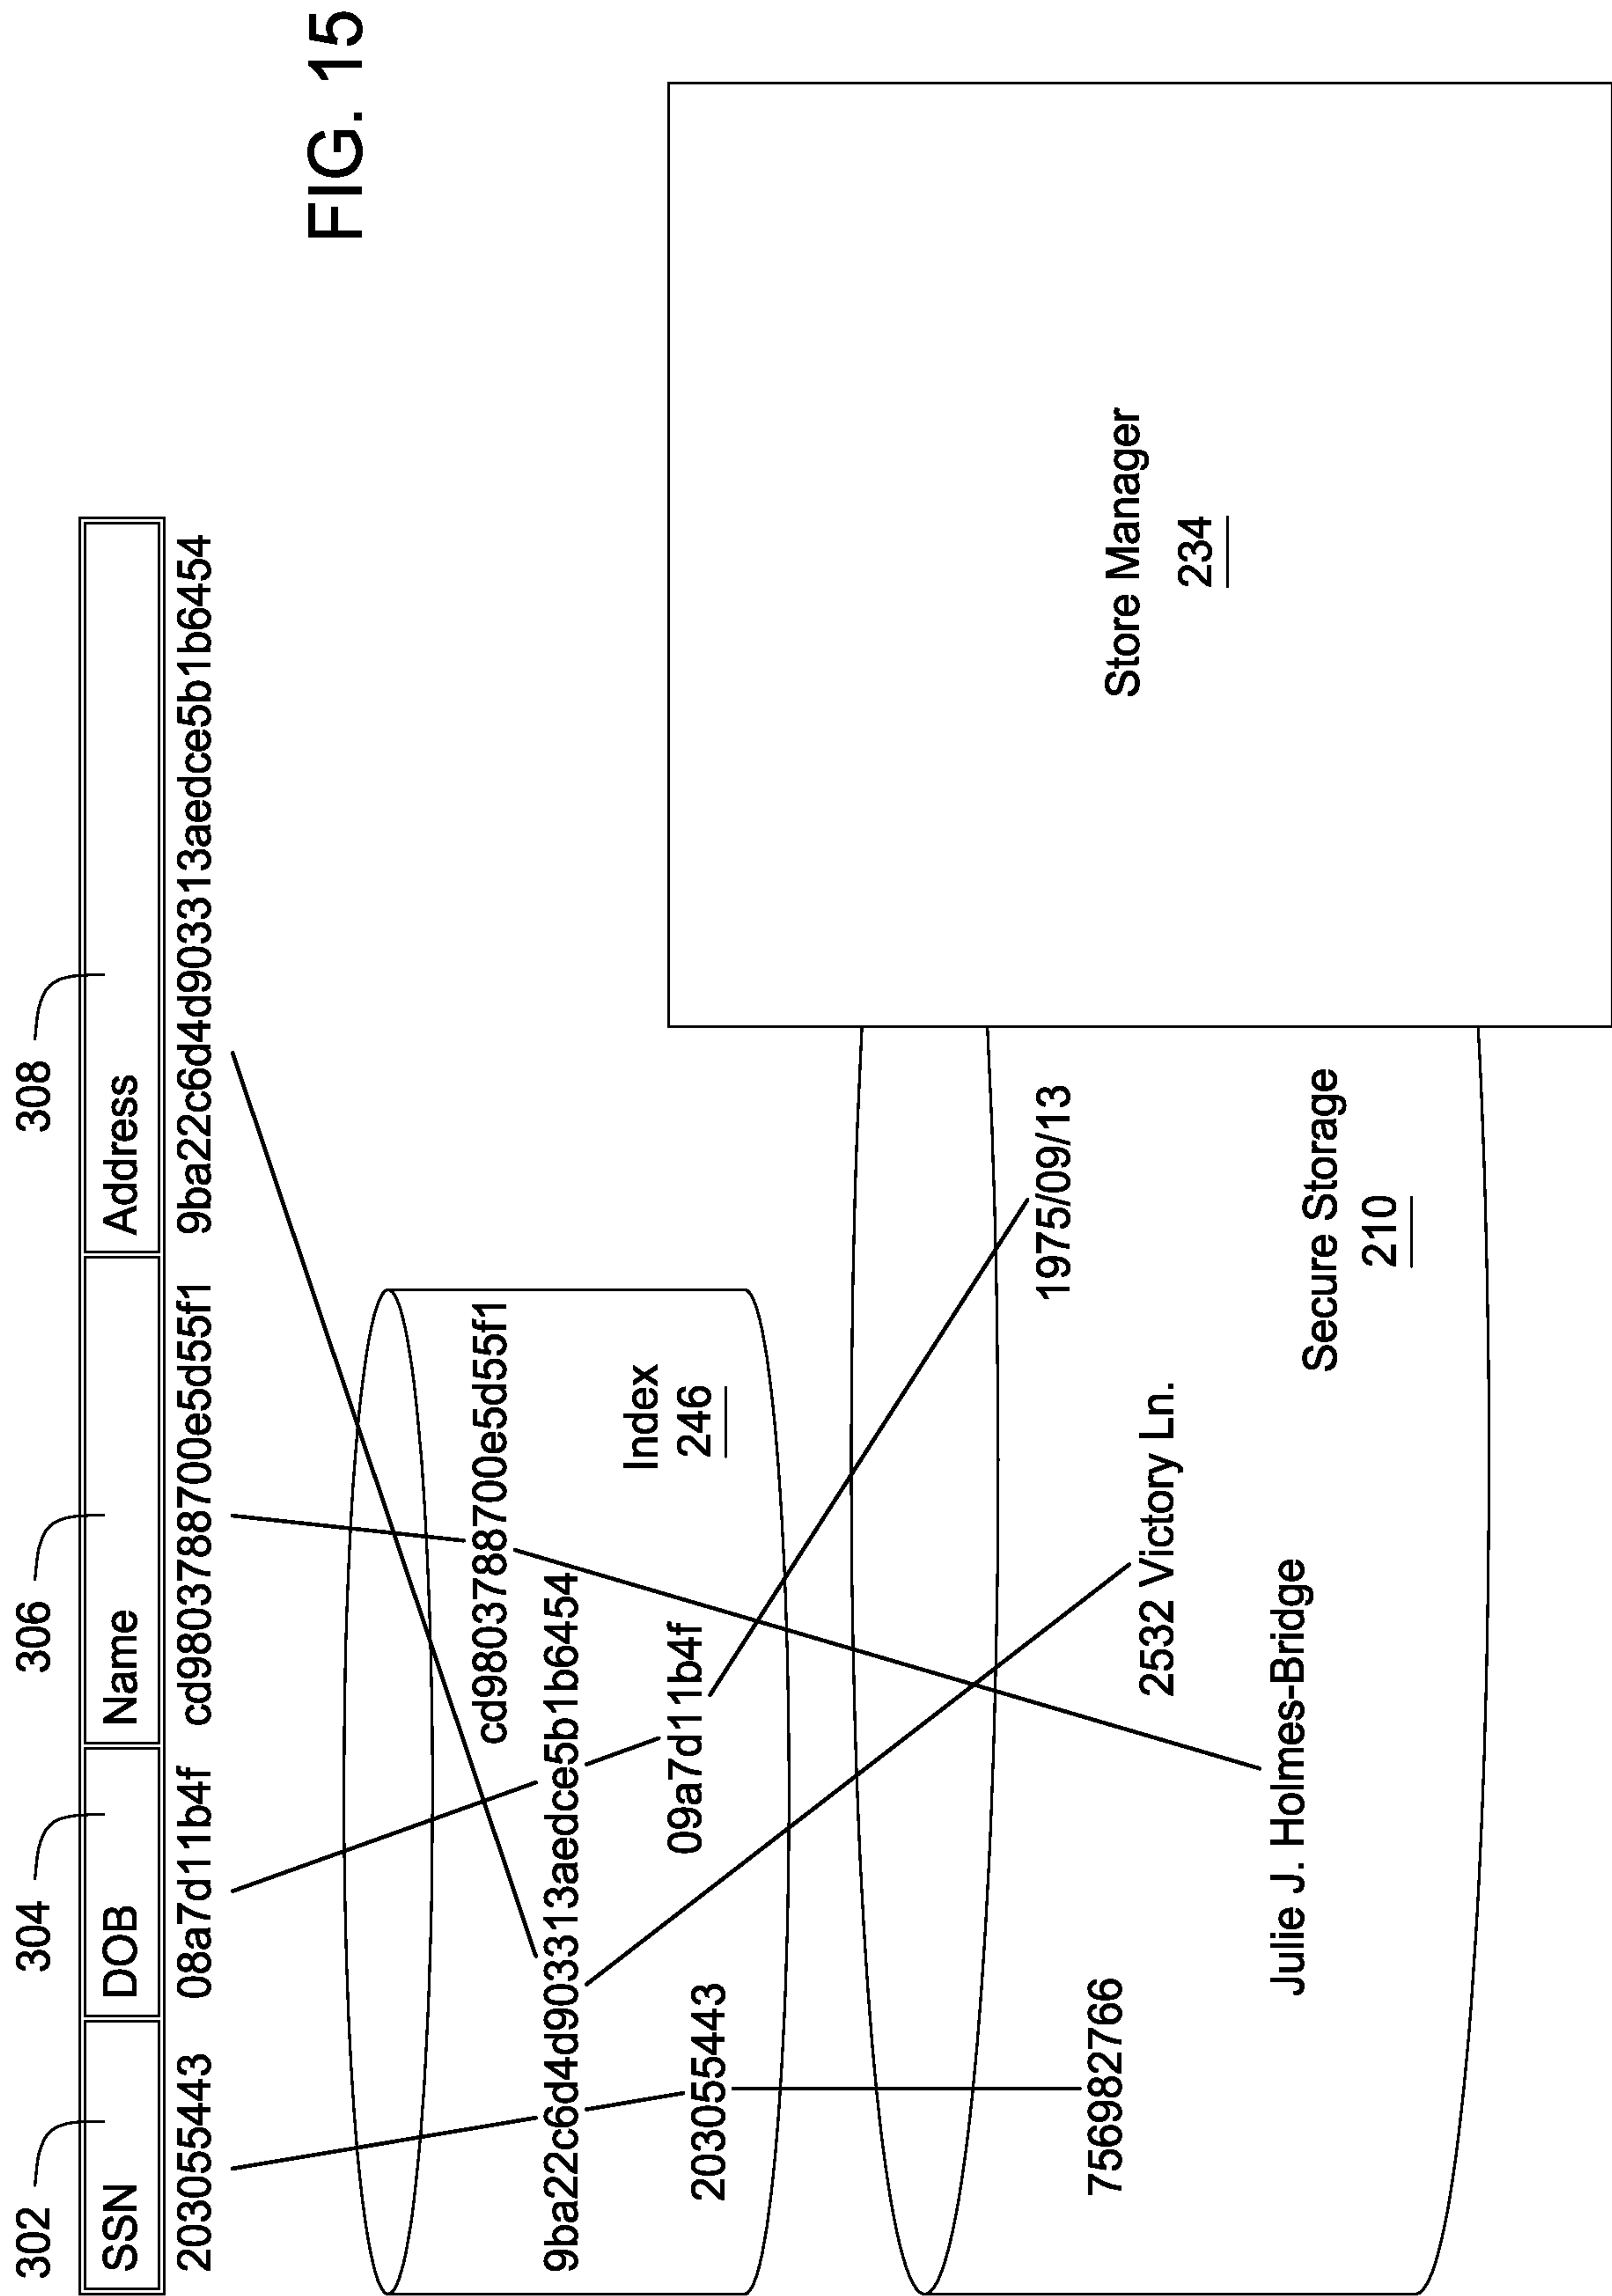 FIG. 15
302
304
306
308
SSN
DOB
Name
Address
203055443
08a7d11b4f
cd9803788700e5d55f1
9ba22c6d4d903313aedce5b1b6454
cd9803788700e5d55f1
9ba22c6d4d903313aedce5b1b6454
Index
246
09a7d11b4f
203055443
1975/09/13
756982766
2532 Victory Ln.
Julie J. Holmes-Bridge
Secure Storage
210
Store Manager
234